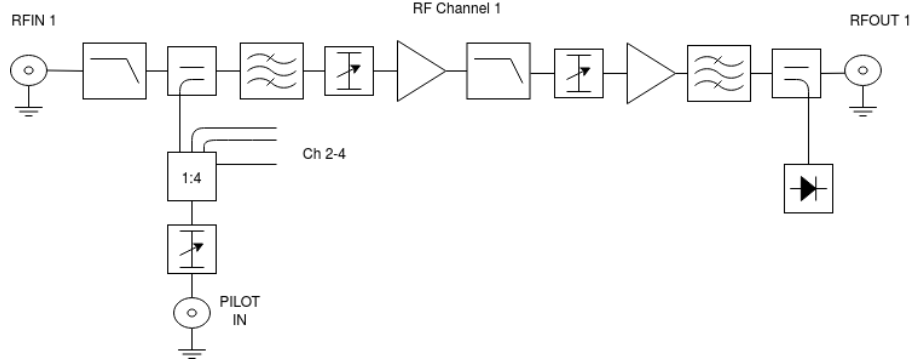 RF Channel 1
RFIN 1
RFOUT 1
Ch 2-4
1:4
PILOT
IN